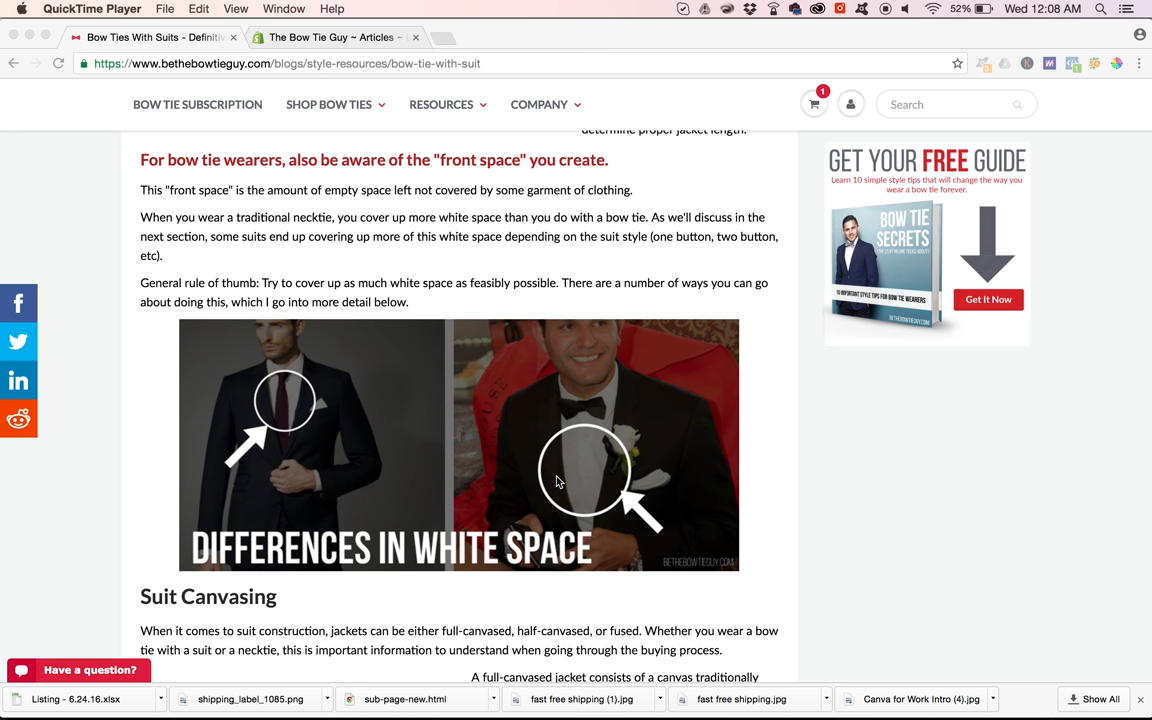 QuickTime Player File Edit View Window Help 52% Wed 12:08 AM
Bow Ties With Suits - Definitiv
The Bow Tie Guy ~ Articles ~
https://www.bethebowtieguy.com/blogs/style-resources/bow-tie-with-suit
BOW TIE SUBSCRIPTION SHOP BOW TIES RESOURCES COMPANY 1 Search
determine proper jacket length.
For bow tie wearers, also be aware of the "front space" you create.
This "front space" is the amount of empty space left not covered by some garment of clothing.
When you wear a traditional necktie, you cover up more white space than you do with a bow tie. As we'll discuss in the
next section, some suits end up covering up more of this white space depending on the suit style (one button, two button,
etc).
General rule of thumb: Try to cover up as much white space as feasibly possible. There are a number of ways you can go
about doing this, which I go into more detail below.
DIFFERENCES IN WHITE SPACE
BETHEBOWTIEGUY.COM
Suit Canvasing
When it comes to suit construction, jackets can be either full-canvased, half-canvased, or fused. Whether you wear a bow
tie with a suit or a necktie, this is important information to understand when going through the buying process.
A full-canvased jacket consists of a canvas traditionally
GET YOUR FREE GUIDE
Learn 10 simple style tips that will change the way you
wear a bow tie forever.
BOW TIE
SECRETS
10 IMPORTANT STYLE TIPS FOR BOW TIE WEARERS
BETHEBOWTIEGUY.COM
Get It Now
Have a question?
Listing - 6.24.16.xlsx
shipping_label_1085.png
sub-page-new.html
fast free shipping (1).jpg
fast free shipping.jpg
Canva for Work Intro (4).jpg
Show All